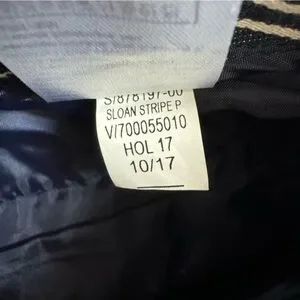 S/878197-00
SLOAN STRIPE P
V/700055010
HOL 17
10/17